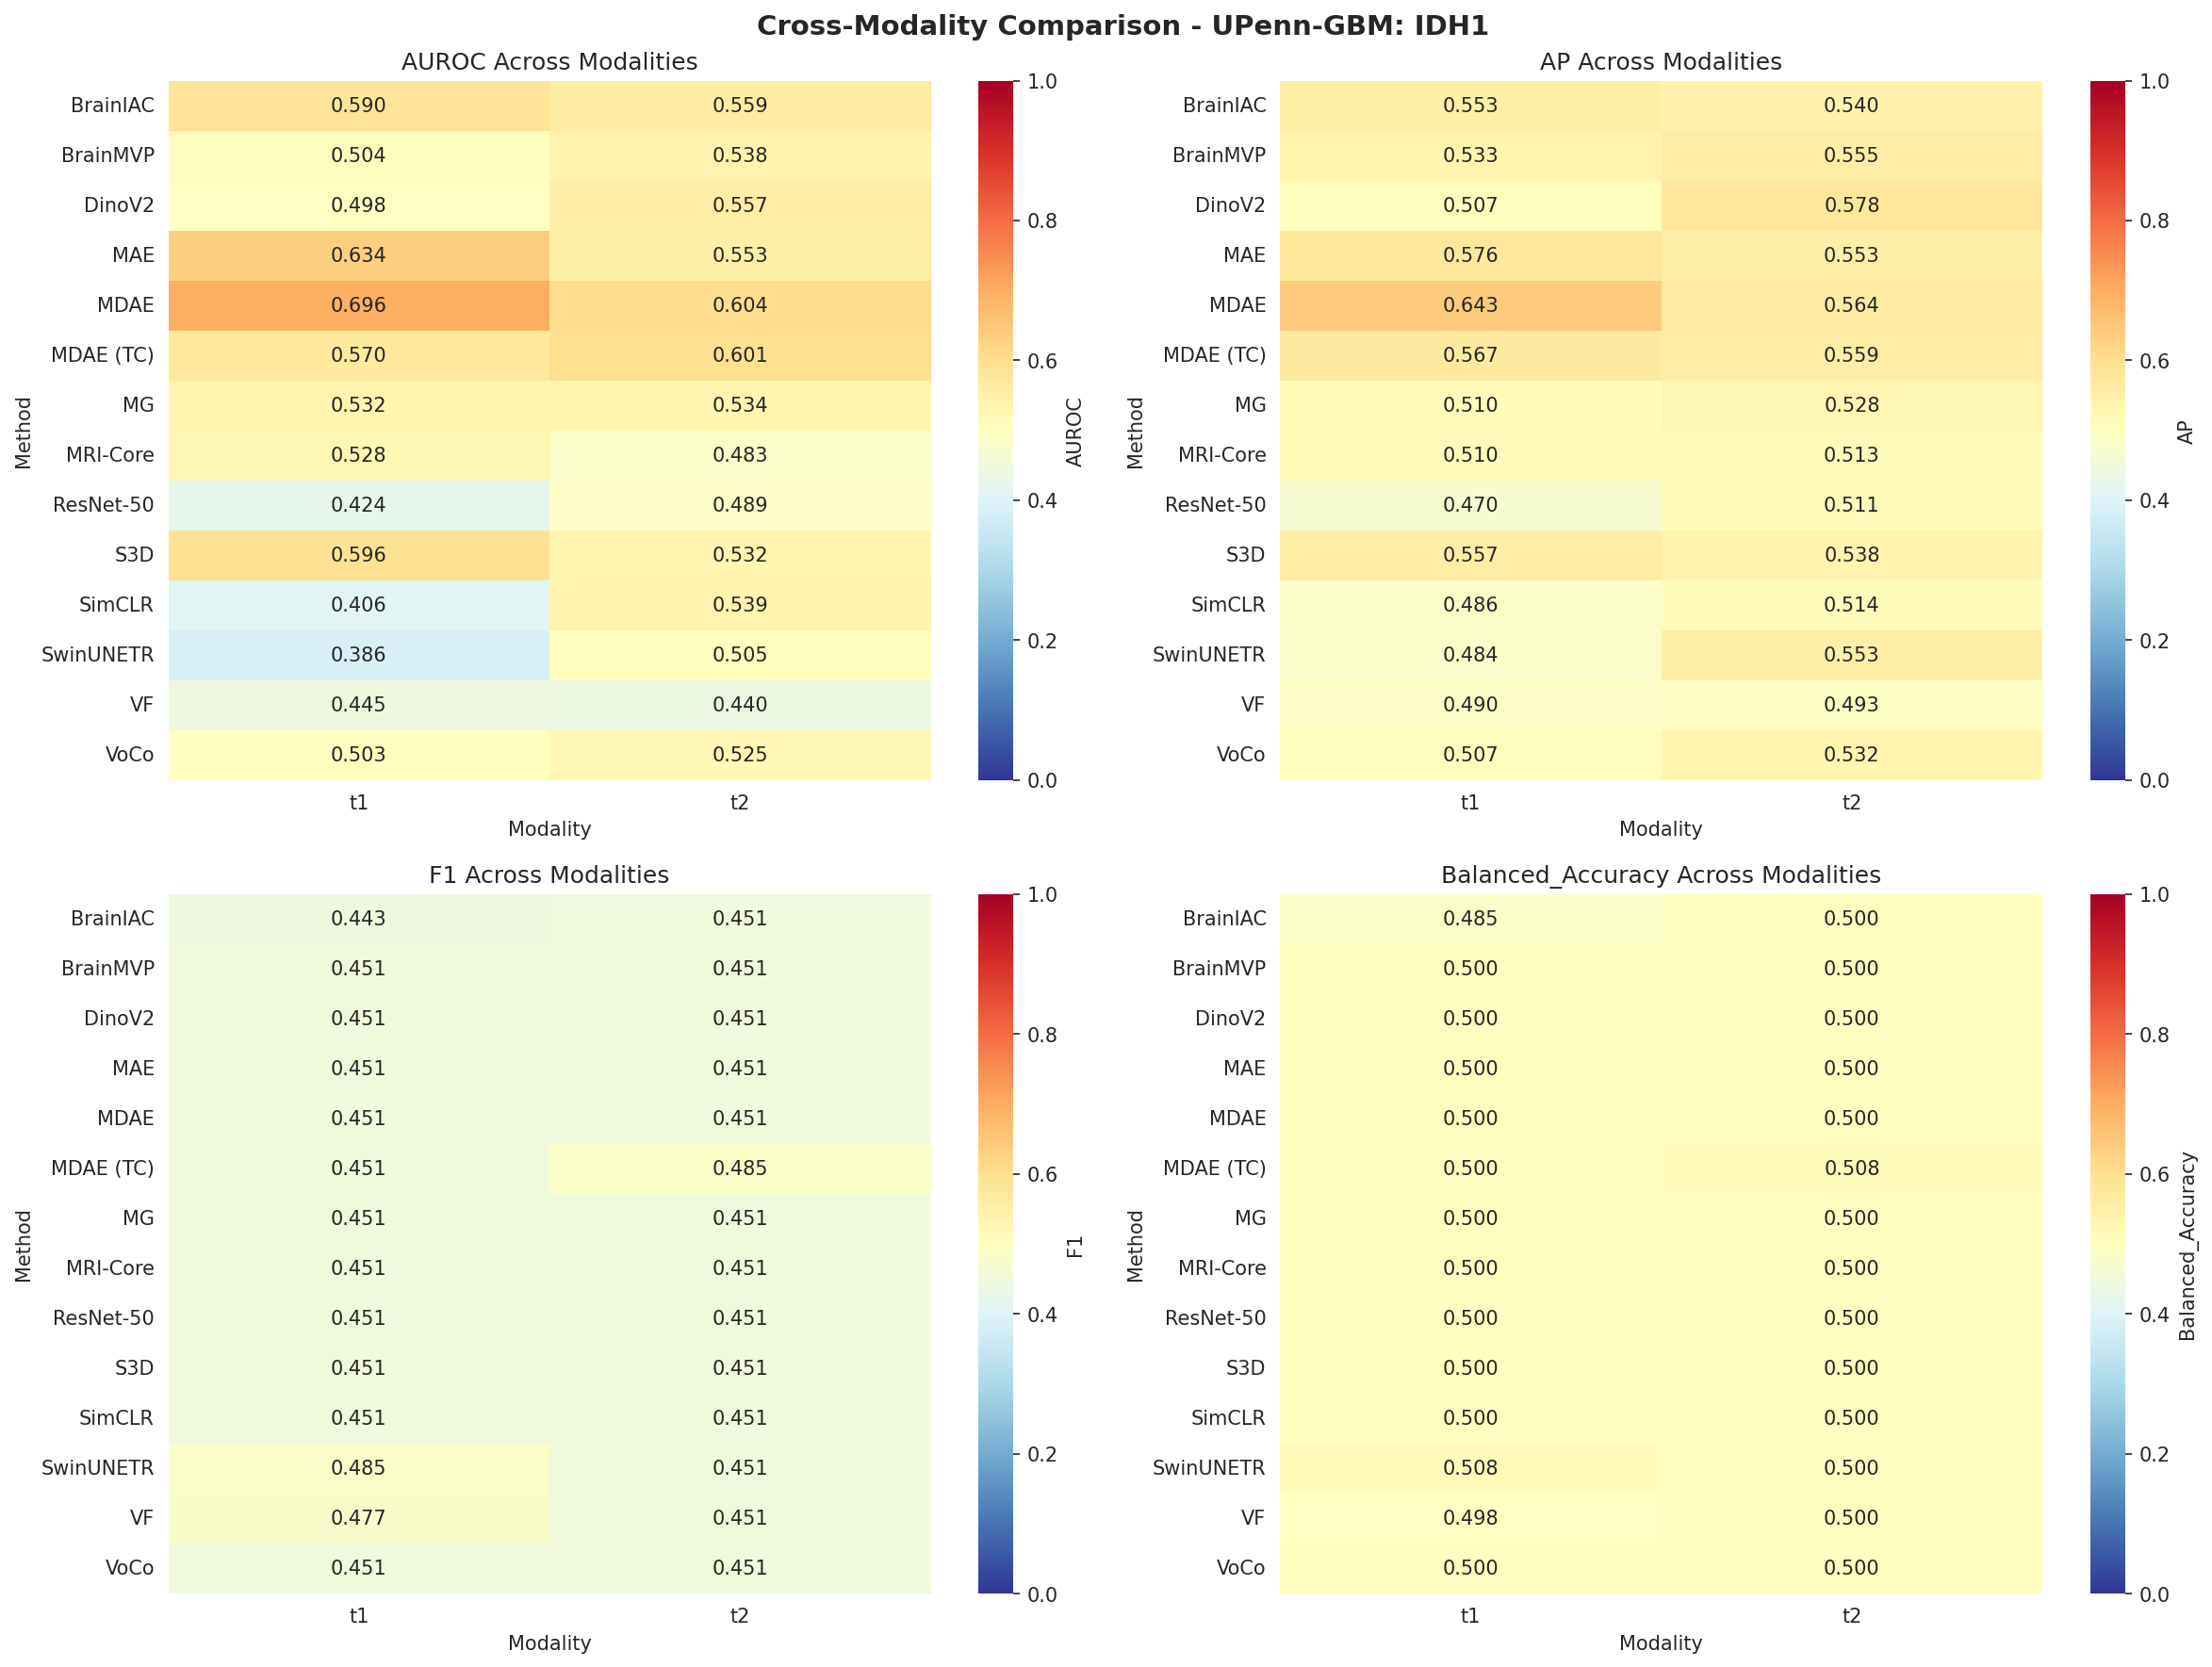 Cross-Modality Comparison - UPenn-GBM: IDH1
AUROC Across Modalities
Method
BrainIAC 0.590 0.559
BrainMVP 0.504 0.538
DinoV2 0.498 0.557
MAE 0.634 0.553
MDAE 0.696 0.604
MDAE (TC) 0.570 0.601
MG 0.532 0.534
MRI-Core 0.528 0.483
ResNet-50 0.424 0.489
S3D 0.596 0.532
SimCLR 0.406 0.539
SwinUNETR 0.386 0.505
VF 0.445 0.440
VoCo 0.503 0.525
t1 t2
Modality
1.0
0.8
0.6
0.4
0.2
0.0
AUROC
AP Across Modalities
Method
BrainIAC 0.553 0.540
BrainMVP 0.533 0.555
DinoV2 0.507 0.578
MAE 0.576 0.553
MDAE 0.643 0.564
MDAE (TC) 0.567 0.559
MG 0.510 0.528
MRI-Core 0.510 0.513
ResNet-50 0.470 0.511
S3D 0.557 0.538
SimCLR 0.486 0.514
SwinUNETR 0.484 0.553
VF 0.490 0.493
VoCo 0.507 0.532
t1 t2
Modality
1.0
0.8
0.6
0.4
0.2
0.0
AP
F1 Across Modalities
Method
BrainIAC 0.443 0.451
BrainMVP 0.451 0.451
DinoV2 0.451 0.451
MAE 0.451 0.451
MDAE 0.451 0.451
MDAE (TC) 0.451 0.485
MG 0.451 0.451
MRI-Core 0.451 0.451
ResNet-50 0.451 0.451
S3D 0.451 0.451
SimCLR 0.451 0.451
SwinUNETR 0.485 0.451
VF 0.477 0.451
VoCo 0.451 0.451
t1 t2
Modality
1.0
0.8
0.6
0.4
0.2
0.0
F1
Balanced_Accuracy Across Modalities
Method
BrainIAC 0.485 0.500
BrainMVP 0.500 0.500
DinoV2 0.500 0.500
MAE 0.500 0.500
MDAE 0.500 0.500
MDAE (TC) 0.500 0.508
MG 0.500 0.500
MRI-Core 0.500 0.500
ResNet-50 0.500 0.500
S3D 0.500 0.500
SimCLR 0.500 0.500
SwinUNETR 0.508 0.500
VF 0.498 0.500
VoCo 0.500 0.500
t1 t2
Modality
1.0
0.8
0.6
0.4
0.2
0.0
Balanced_Accuracy